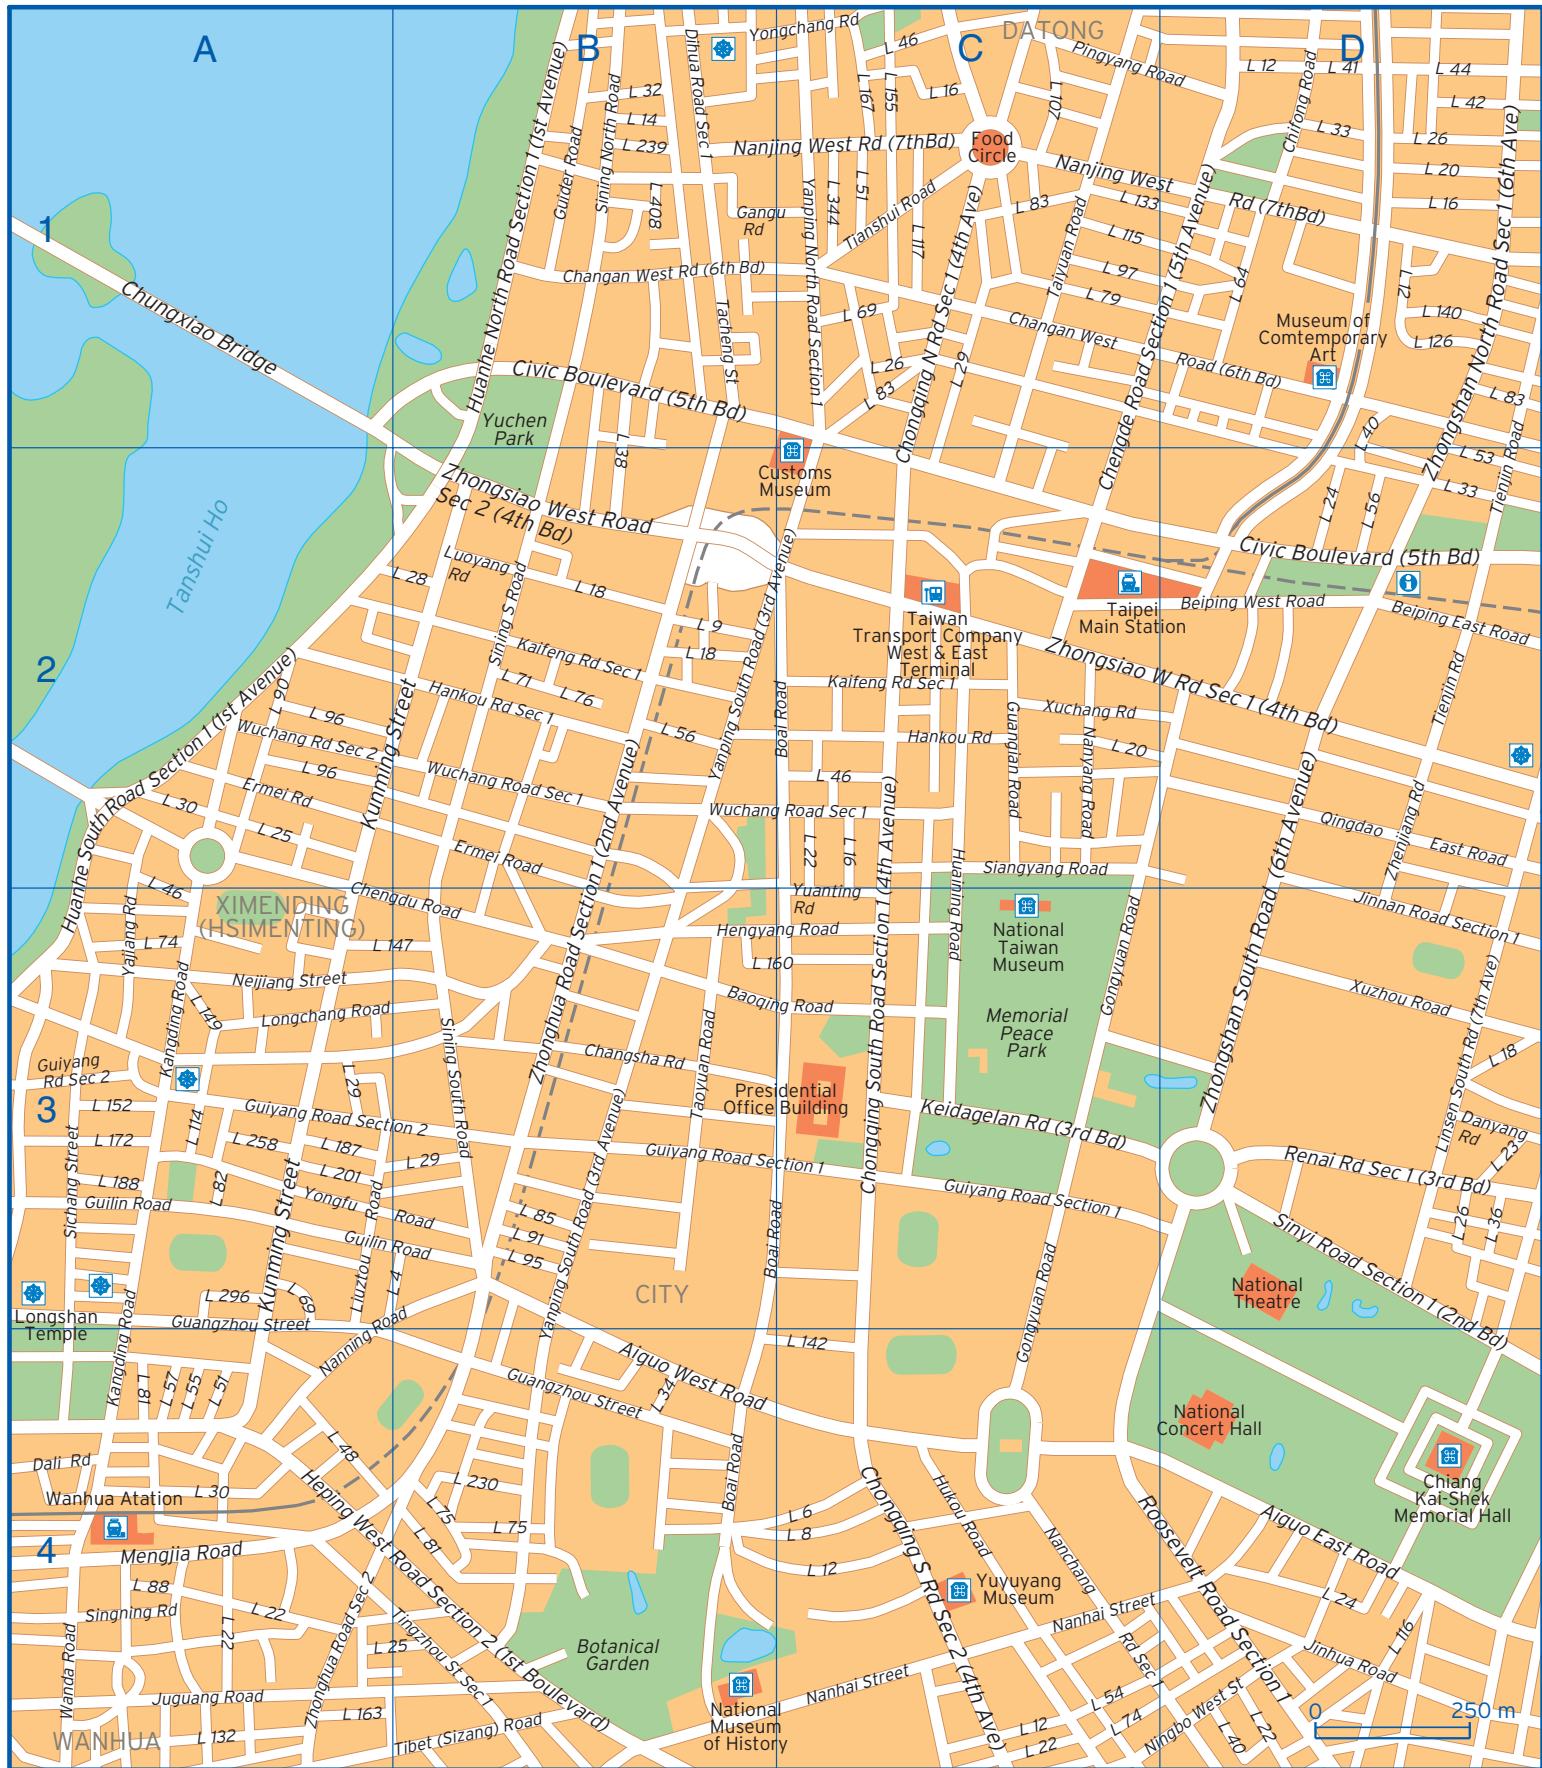 A
B
C
D
1
2
3
4
DATONG
Yongchang Rd
Dihua Road Sec 1
L 46
Pingyang Road
L 12
L 41
L 44
L 42
L 32
L 14
L 239
L 167
L 155
L 16
L 107
Chifong Road
L 33
L 26
L 20
L 16
Nanjing West Rd (7thBd)
Food
Circle
Nanjing West
Rd (7thBd)
Huanhe North Road Section 1 (1st Avenue)
Guider Road
Sining North Road
L 408
Gangu
Rd
Yanping North Road Section 1
L 344
L 51
L 117
Tianshui Road
L 83
L 133
L 115
L 97
L 79
L 64
Taiyuan Road
Chongqing N Rd Sec 1 (4th Ave)
Chengde Road Section 1 (5th Avenue)
Zhongshan North Road Sec 1 (6th Ave)
Changan West Rd (6th Bd)
Tacheng St
L 69
L 26
L 83
L 29
Changan West
Road (6th Bd)
Museum of
Comtemporary
Art
L 12
L 140
L 126
L 83
Chungxiao Bridge
Civic Boulevard (5th Bd)
Yuchen
Park
L 38
Customs
Museum
L 40
L 53
L 33
L 24
L 56
Tienjin Road
Zhongsiao West Road
Sec 2 (4th Bd)
Tanshui Ho
Luoyang
Rd
L 28
L 18
L 9
L 18
Sining S Road
Kaifeng Rd Sec 1
L 71
L 76
Hankou Rd Sec 1
L 56
Yanping South Road (3rd Avenue)
Boai Road
Taiwan
Transport Company
West & East
Terminal
Taipei
Main Station
Civic Boulevard (5th Bd)
Beiping West Road
Beiping East Road
Zhongsiao W Rd Sec 1 (4th Bd)
Kaifeng Rd Sec 1
Xuchang Rd
Hankou Rd
L 20
Guanqian Road
Nanyang Road
Tienjin Rd
L 46
Huanhe South Road Section 1 (1st Avenue)
L 90
L 96
Wuchang Rd Sec 2
L 96
Ermei Rd
L 30
L 25
Kunming Street
Wuchang Road Sec 1
Wuchang Road Sec 1
Ermei Road
L 22
L 16
Siangyang Road
Qingdao
East Road
Zhenjiang Rd
Zhonghua Road Section 1 (2nd Avenue)
Chongqing South Road Section 1 (4th Avenue)
Huaining Road
Zhongshan South Road (6th Avenue)
Jinnan Road Section 1
L 46
XIMENDING
(HSIMENTING)
Chengdu Road
Yuanting
Rd
Hengyang Road
L 160
National
Taiwan
Museum
Gongyuan Road
Yajiang Rd
L 74
L 147
Neijiang Street
L 149
Longchang Road
Kangding Road
Baoqing Road
Memorial
Peace
Park
Xuzhou Road
Linsen South Rd (7th Ave)
L 18
Guiyang
Rd Sec 2
L 29
Sining South Road
Changsha Rd
Taoyuan Road
Presidential
Office Building
Keidagelan Rd (3rd Bd)
L 152
L 172
L 114
L 258
Guiyang Road Section 2
L 187
L 201
L 29
Guiyang Road Section 1
Guiyang Road Section 1
Danyang
Rd
L 23
Renai Rd Sec 1 (3rd Bd)
Sichang Street
L 188
Guilin Road
L 82
Yongfu
Road
Guilin Road
Kunming Street
Liuztou
Road
L 4
L 85
L 91
L 95
Yanping South Road (3rd Avenue)
Boai Road
CITY
L 26
L 36
Sinyi Road Section 1 (2nd Bd)
National
Theatre
Longshan
Temple
L 296
L 69
Guangzhou Street
Nanning Road
Gongyuan Road
L 142
Kangding Road
L 81
L 57
L 55
L 51
Guangzhou Street
Aiguo West Road
L 34
National
Concert Hall
Chiang
Kai-Shek
Memorial Hall
Dali Rd
L 48
L 30
Wanhua Atation
L 230
L 75
L 75
L 81
Boai Road
L 6
L 8
L 12
Hukou Road
Nanchang
Rd Sec 1
Roosevelt Road Section 1
Aiguo East Road
Mengjia Road
L 88
Singning Rd
L 22
L 22
Heping West Road Section 2 (1st Boulevard)
Zhonghua Road Sec 2
Tingzhou St Sec 1
L 25
Botanical
Garden
Chongqing S Rd Sec 2 (4th Ave)
Yuyuyang
Museum
Nanhai Street
L 24
L 116
Jinhua Road
Wanda Road
Juguang Road
WANHUA
L 132
L 163
Tibet (Sizang) Road
National
Museum
of History
Nanhai Street
L 12
L 22
L 54
L 74
Ningbo West St
L 40
L 22
0
250 m